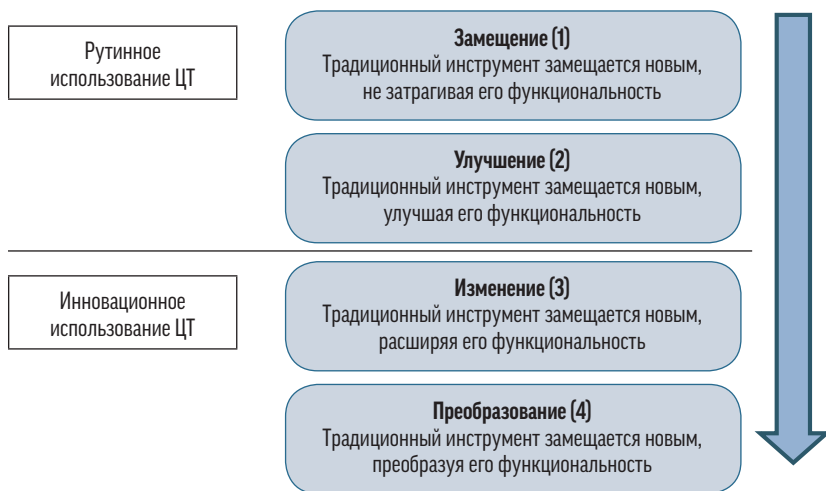 Рутинное
использование ЦТ
Замещение (1)
Традиционный инструмент замещается новым,
не затрагивая его функциональность
Улучшение (2)
Традиционный инструмент замещается новым,
улучшая его функциональность
Инновационное
использование ЦТ
Изменение (3)
Традиционный инструмент замещается новым,
расширяя его функциональность
Преобразование (4)
Традиционный инструмент замещается новым,
преобразуя его функциональность